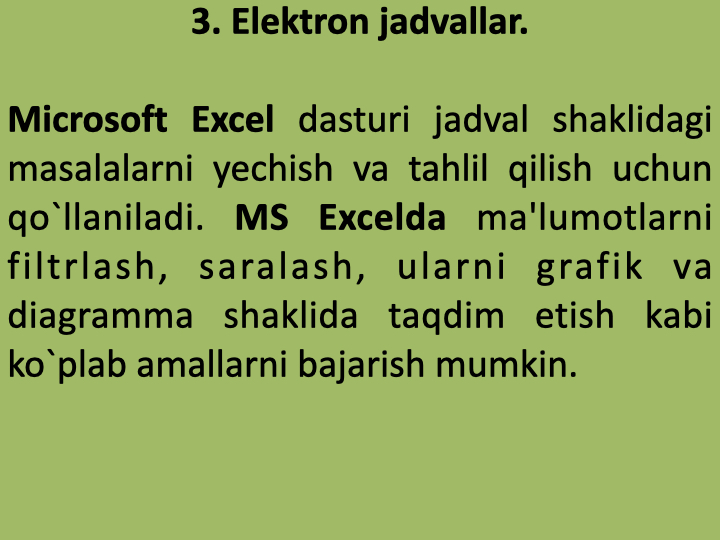 3. Elektron jadvallar.
Microsoft Excel dasturi jadval shaklidagi
masalalarni yechish va tahlil qilish uchun
qo`llaniladi. MS Excelda ma'lumotlarni
filtrlash, saralash, ularni grafik va
diagramma shaklida taqdim etish kabi
ko`plab amallarni bajarish mumkin.